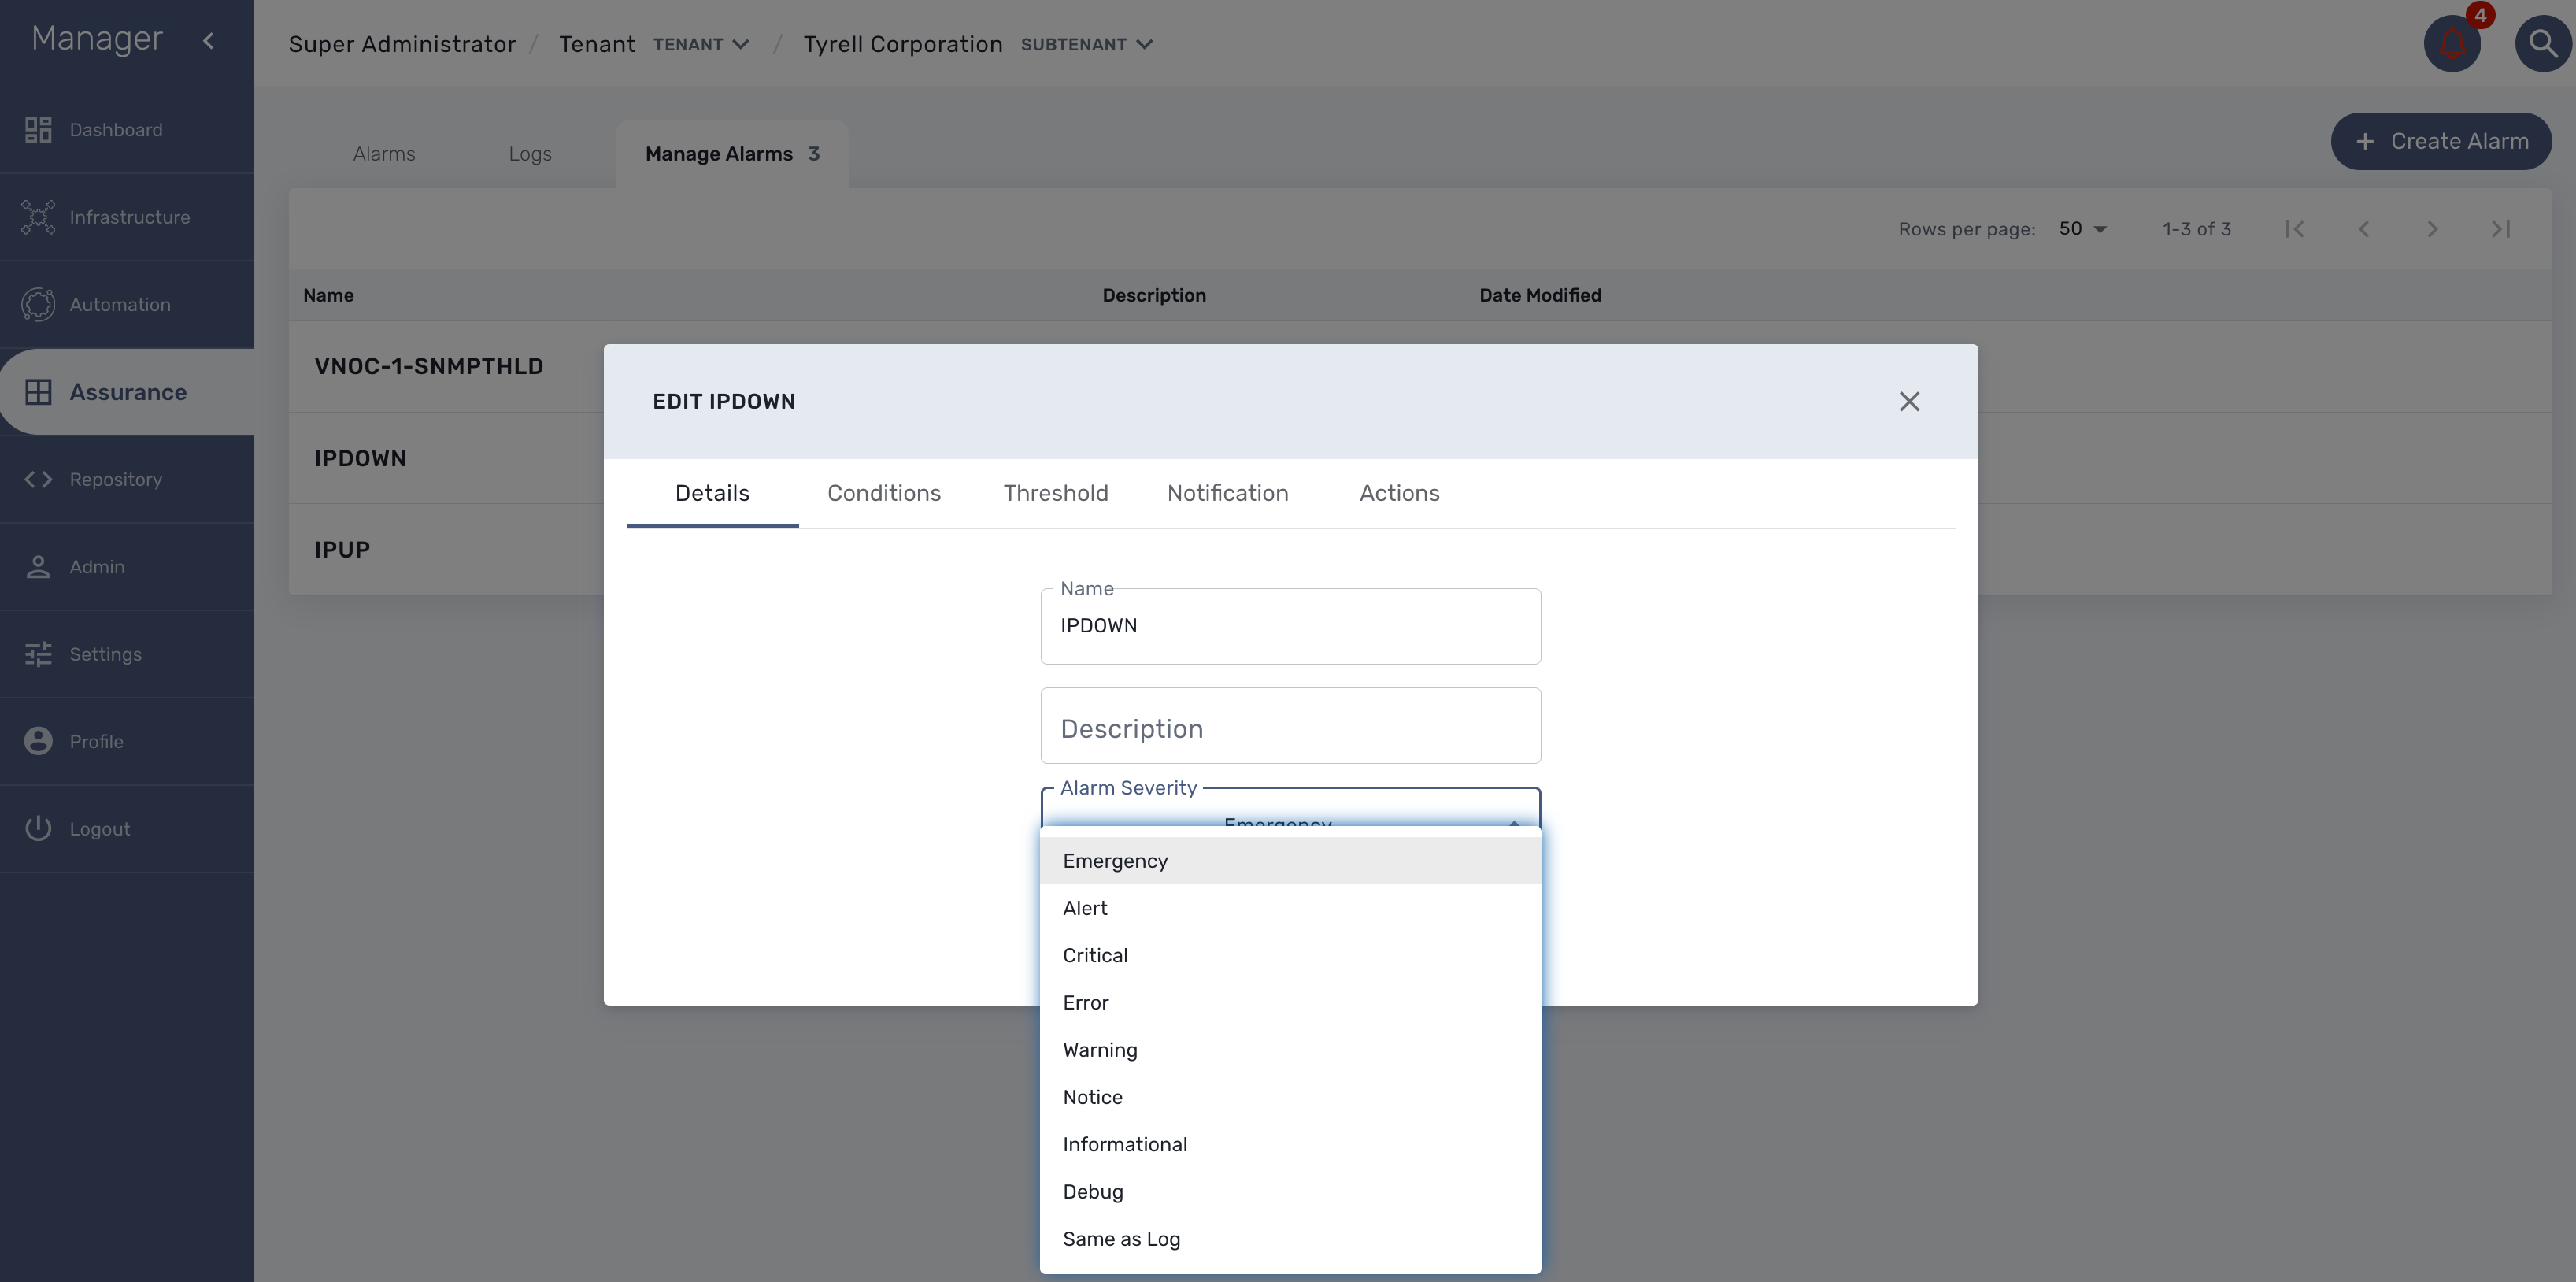 Manager
Super Administrator / Tenant TENANT / Tyrell Corporation SUBTENANT
4
Dashboard
Infrastructure
Automation
Assurance
Repository
Admin
Settings
Profile
Logout
Alarms Logs Manage Alarms 3
+ Create Alarm
Rows per page: 50 1-3 of 3
Name Description Date Modified
VNOC-1-SNMPTHLD
IPDOWN
IPUP
EDIT IPDOWN
Details Conditions Threshold Notification Actions
Name
IPDOWN
Description
Alarm Severity
Emergency
Emergency
Alert
Critical
Error
Warning
Notice
Informational
Debug
Same as Log